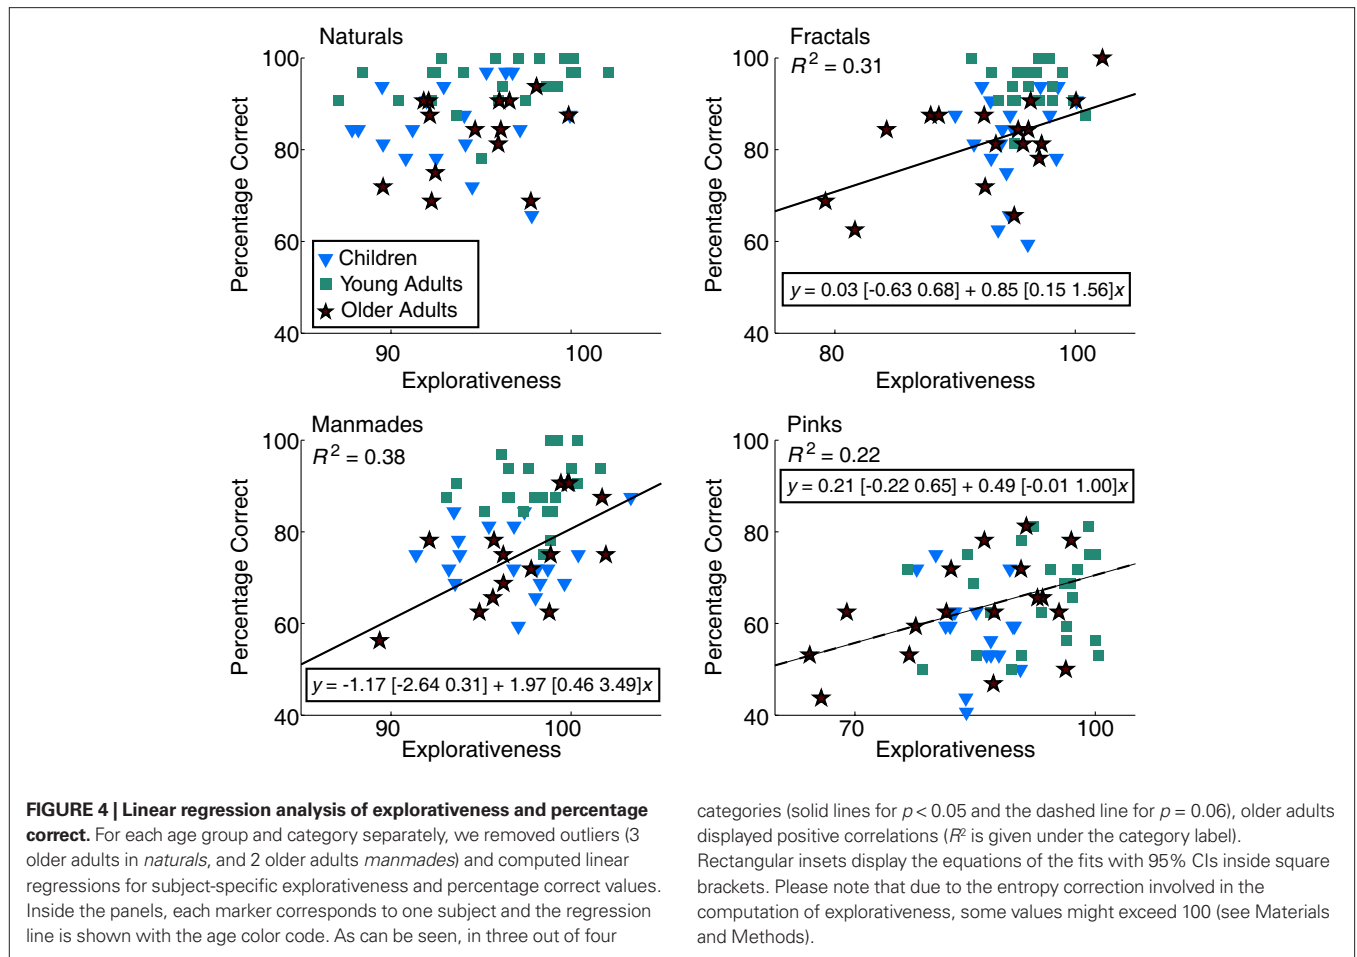 Naturals
100
80
60
40
Percentage Correct
Children
Young Adults
Older Adults
90
100
Explorativeness
Fractals
R² = 0.31
100
80
60
40
Percentage Correct
y = 0.03 [-0.63 0.68] + 0.85 [0.15 1.56]x
80
100
Explorativeness
Manmades
R² = 0.38
100
80
60
40
Percentage Correct
y = -1.17 [-2.64 0.31] + 1.97 [0.46 3.49]x
90
100
Explorativeness
Pinks
R² = 0.22
y = 0.21 [-0.22 0.65] + 0.49 [-0.01 1.00]x
100
80
60
40
Percentage Correct
70
100
Explorativeness
FIGURE 4 | Linear regression analysis of explorativeness and percentage
correct. For each age group and category separately, we removed outliers (3
older adults in naturals, and 2 older adults manmades) and computed linear
regressions for subject-specific explorativeness and percentage correct values.
Inside the panels, each marker corresponds to one subject and the regression
line is shown with the age color code. As can be seen, in three out of four
categories (solid lines for p < 0.05 and the dashed line for p = 0.06), older adults
displayed positive correlations (R² is given under the category label).
Rectangular insets display the equations of the fits with 95% CIs inside square
brackets. Please note that due to the entropy correction involved in the
computation of explorativeness, some values might exceed 100 (see Materials
and Methods).